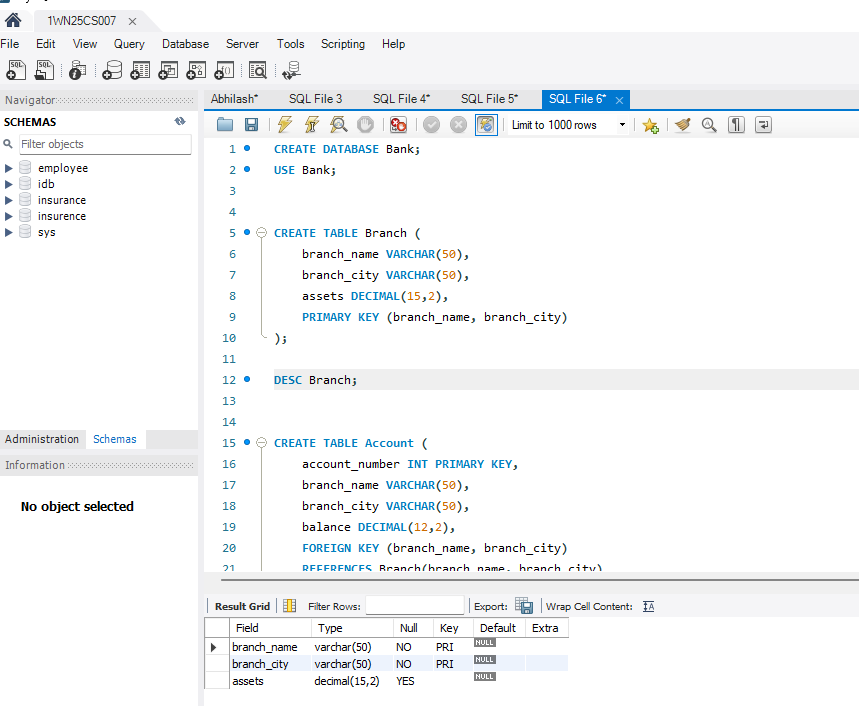 1WN25CS007
File Edit View Query Database Server Tools Scripting Help
Navigator
SCHEMAS
Filter objects
employee
idb
insurance
insurence
sys
Administration Schemas
Information
No object selected
Abhilash* SQL File 3 SQL File 4* SQL File 5* SQL File 6*
Limit to 1000 rows
1 CREATE DATABASE Bank;
2 USE Bank;
3
4
5 CREATE TABLE Branch (
6 branch_name VARCHAR(50),
7 branch_city VARCHAR(50),
8 assets DECIMAL(15,2),
9 PRIMARY KEY (branch_name, branch_city)
10 );
11
12 DESC Branch;
13
14
15 CREATE TABLE Account (
16 account_number INT PRIMARY KEY,
17 branch_name VARCHAR(50),
18 branch_city VARCHAR(50),
19 balance DECIMAL(12,2),
20 FOREIGN KEY (branch_name, branch_city)
21 REFERENCES Branch(branch_name, branch_city)
Result Grid Filter Rows: Export: Wrap Cell Content:
Field Type Null Key Default Extra
branch_name varchar(50) NO PRI NULL
branch_city varchar(50) NO PRI NULL
assets decimal(15,2) YES NULL